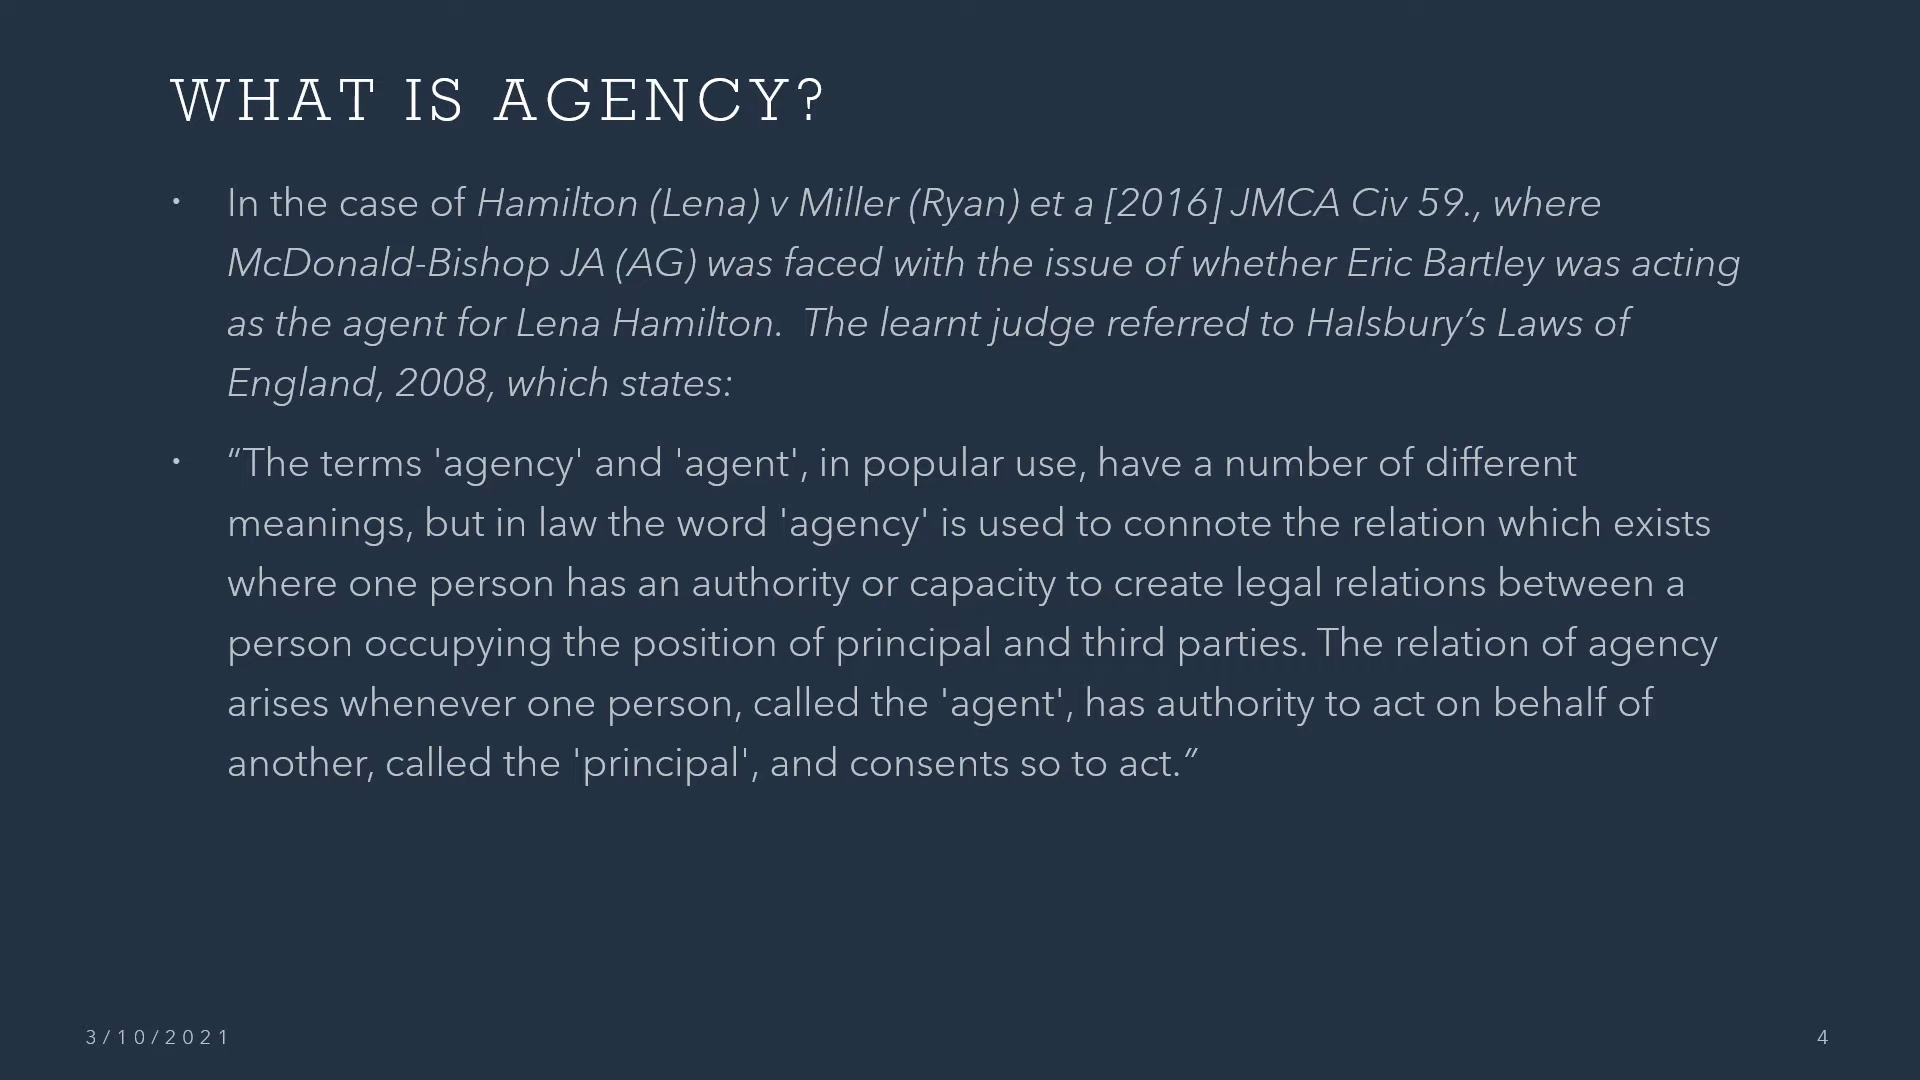 WHAT IS AGENCY?
• In the case of Hamilton (Lena) v Miller (Ryan) et a [2016] JMCA Civ 59., where
McDonald-Bishop JA (AG) was faced with the issue of whether Eric Bartley was acting
as the agent for Lena Hamilton.  The learnt judge referred to Halsbury’s Laws of
England, 2008, which states:
• “The terms 'agency' and 'agent', in popular use, have a number of different
meanings, but in law the word 'agency' is used to connote the relation which exists
where one person has an authority or capacity to create legal relations between a
person occupying the position of principal and third parties. The relation of agency
arises whenever one person, called the 'agent', has authority to act on behalf of
another, called the 'principal', and consents so to act.”
3/10/2021
4